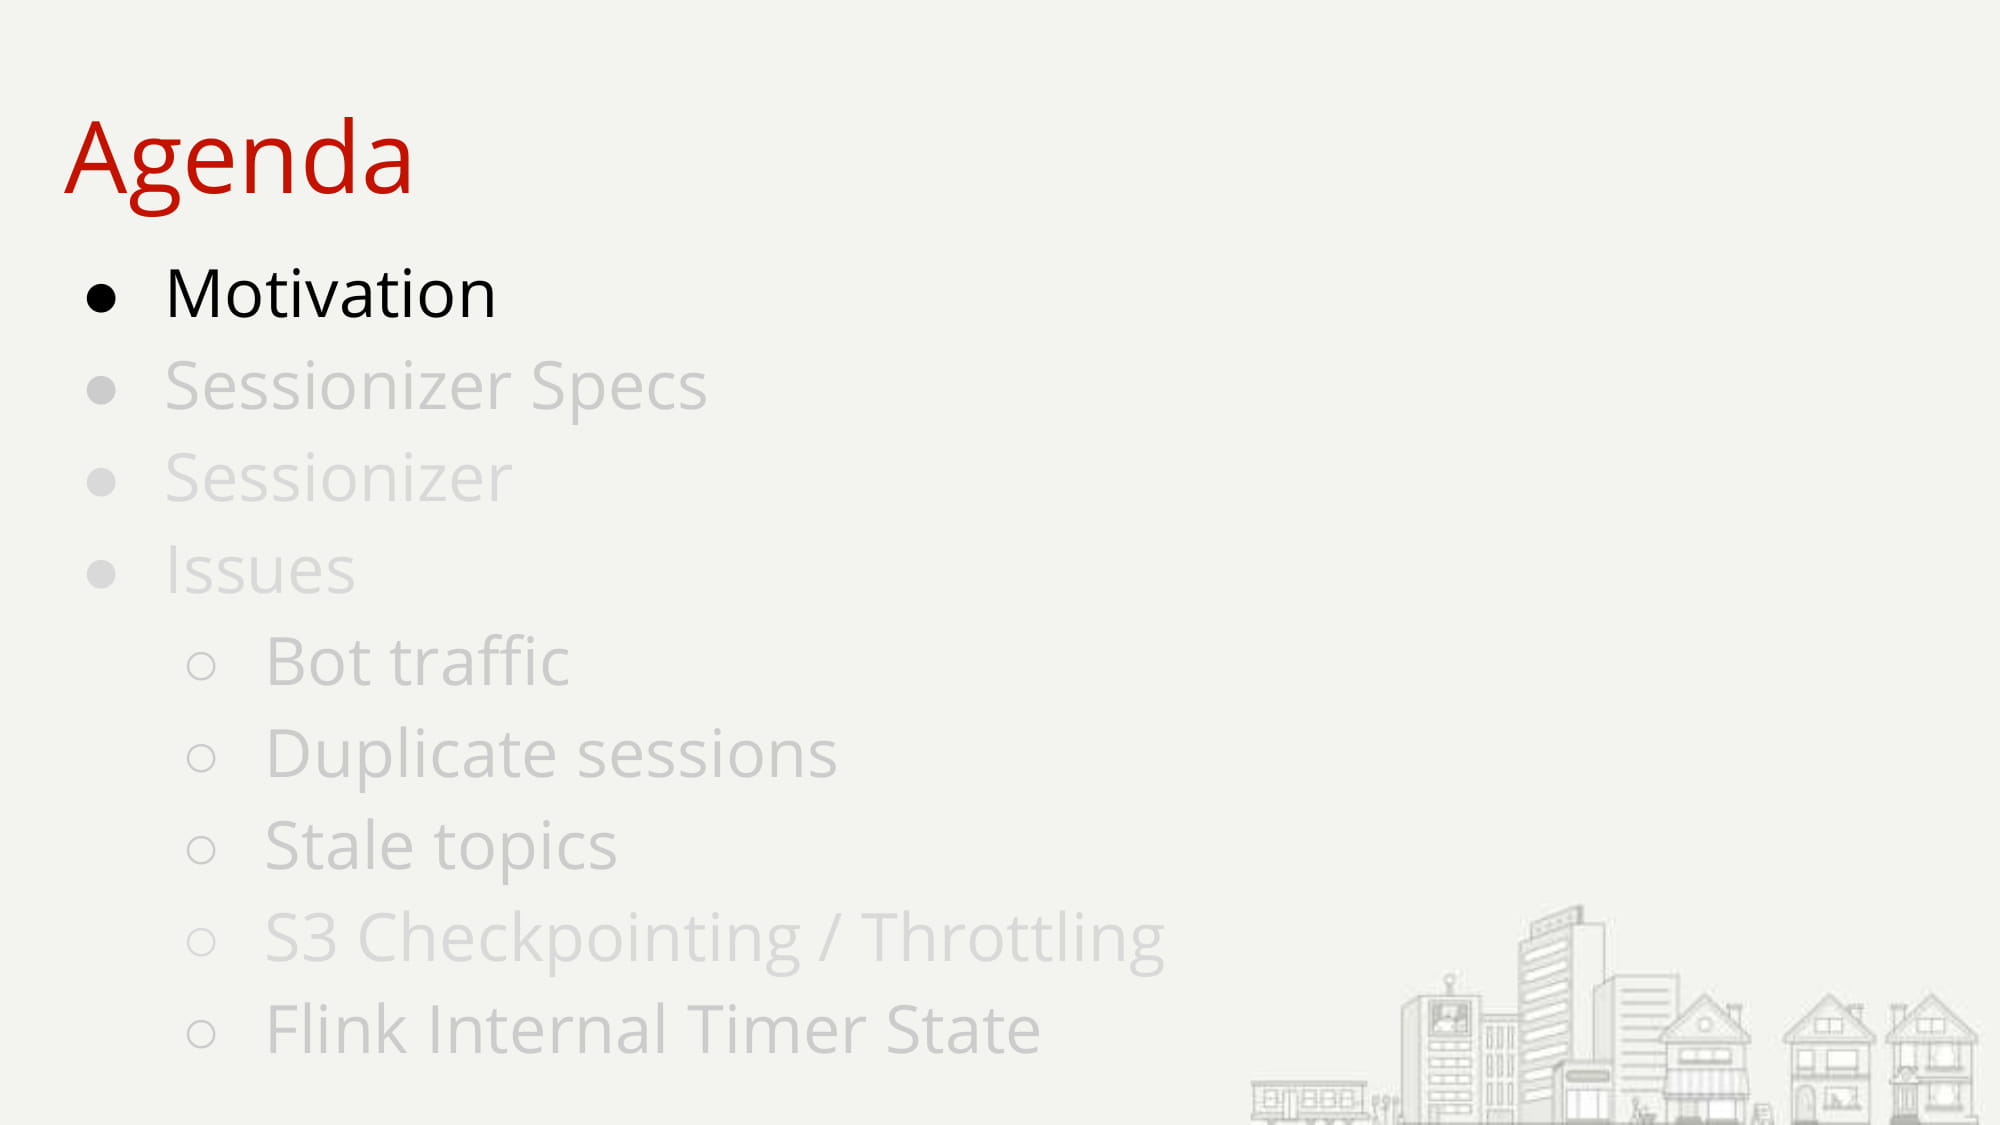 Agenda
● Motivation
● Sessionizer Specs
● Sessionizer
● Issues
○ Bot traffic
○ Duplicate sessions
○ Stale topics
○ S3 Checkpointing / Throttling
○ Flink Internal Timer State